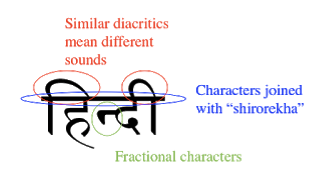 Similar diacritics
mean different
sounds
हिन्दी
Characters joined
with “shirorekha”
Fractional characters